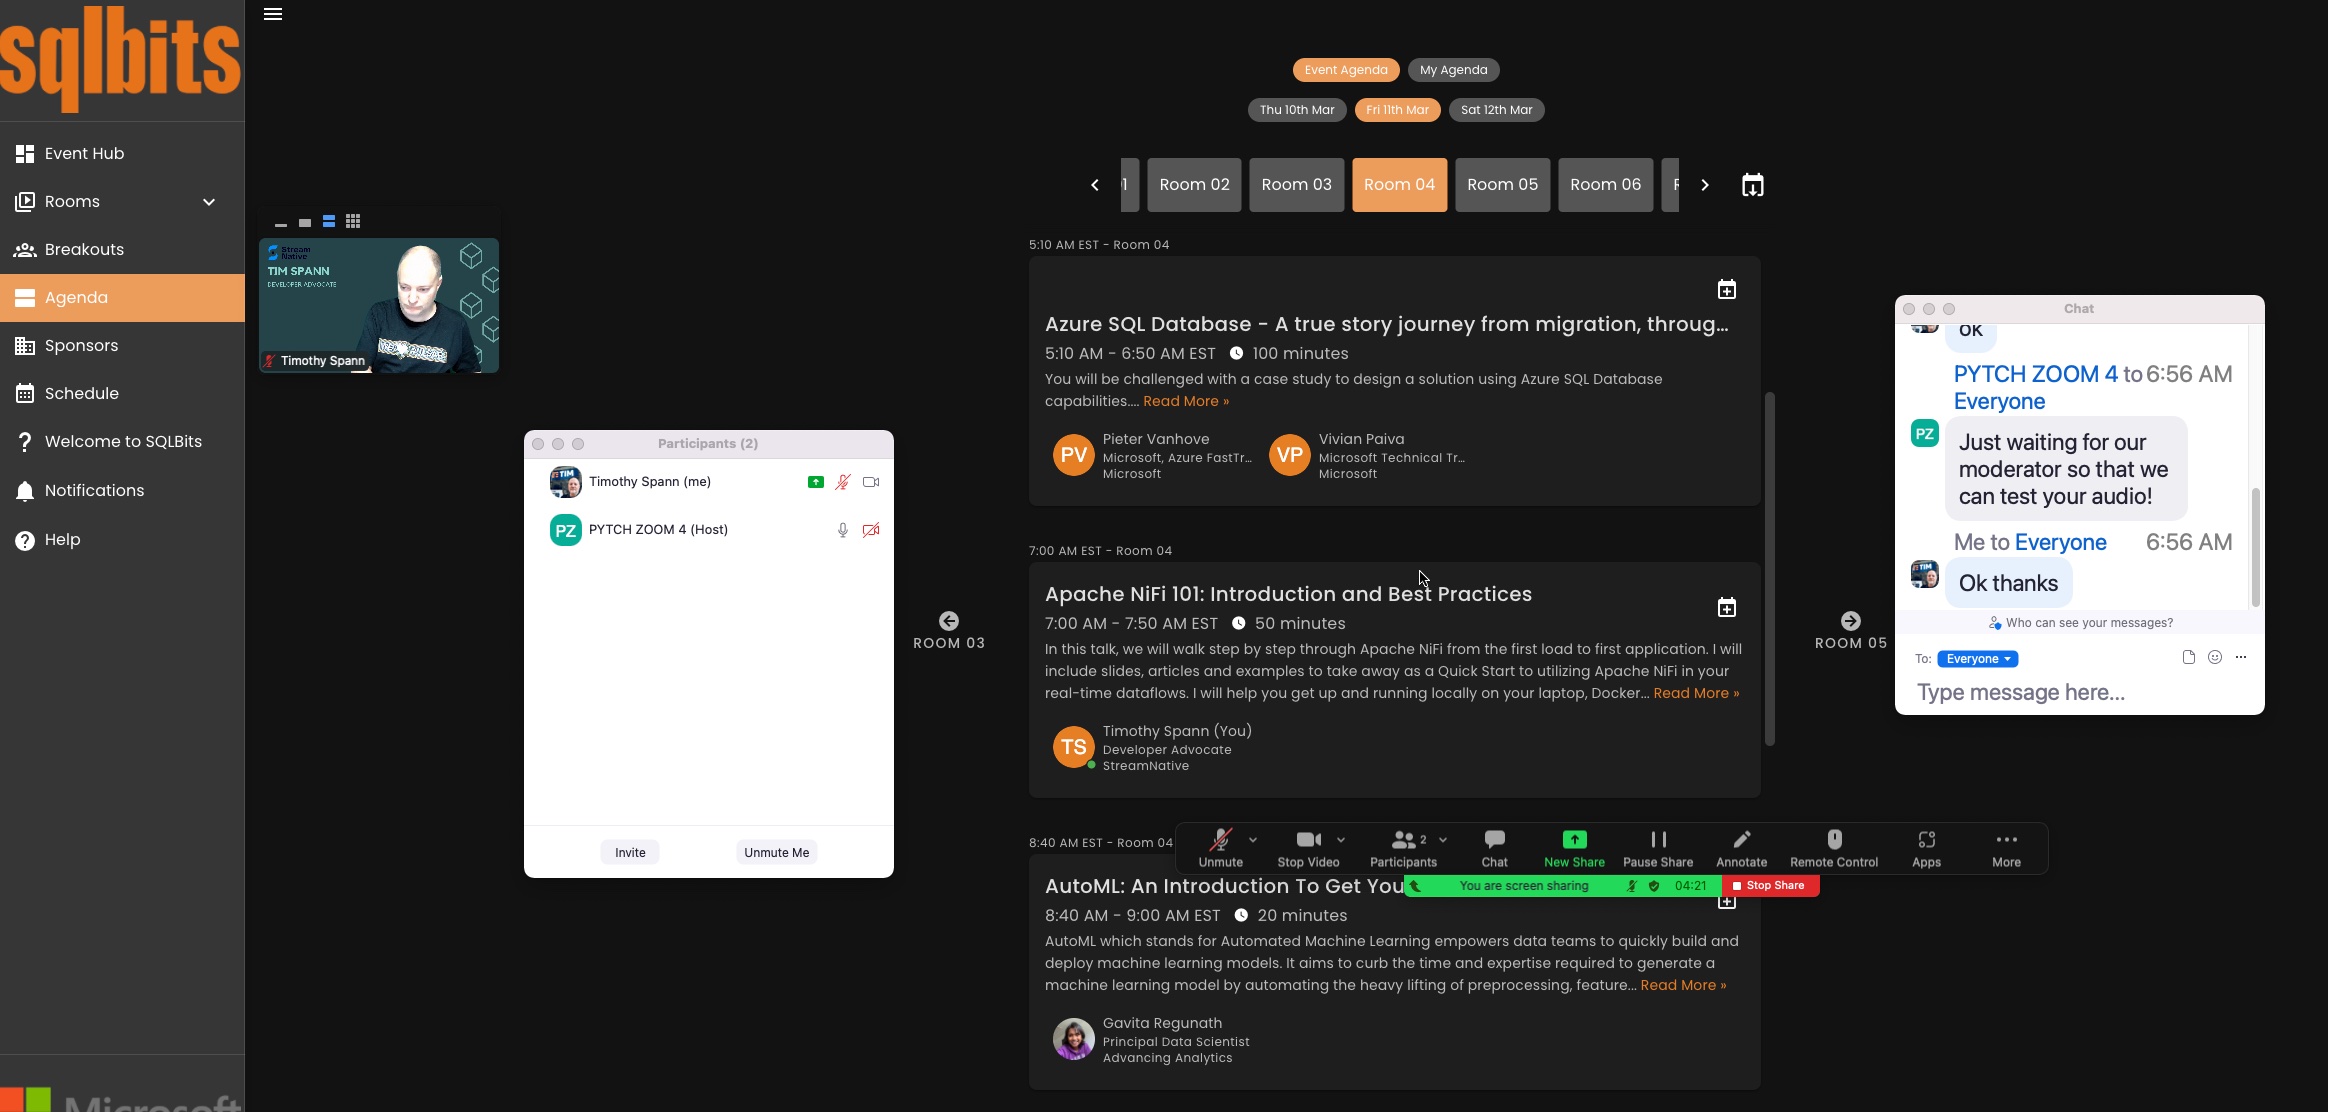 sqlbits
Event Hub
Rooms
Breakouts
Agenda
Sponsors
Schedule
Welcome to SQLBits
Notifications
Help
Microsoft
Stream
Native
TIM SPANN
DEVELOPER ADVOCATE
Timothy Spann
Participants (2)
Timothy Spann (me)
PZ PYTCH ZOOM 4 (Host)
Invite
Unmute Me
Event Agenda
My Agenda
Thu 10th Mar
Fri 11th Mar
Sat 12th Mar
Room 02
Room 03
Room 04
Room 05
Room 06
ROOM 03
5:10 AM EST - Room 04
Azure SQL Database - A true story journey from migration, throug...
5:10 AM - 6:50 AM EST 100 minutes
You will be challenged with a case study to design a solution using Azure SQL Database
capabilities.... Read More »
PV
Pieter Vanhove
Microsoft, Azure FastTr...
Microsoft
VP
Vivian Paiva
Microsoft Technical Tr...
Microsoft
7:00 AM EST - Room 04
Apache NiFi 101: Introduction and Best Practices
7:00 AM - 7:50 AM EST 50 minutes
In this talk, we will walk step by step through Apache NiFi from the first load to first application. I will
include slides, articles and examples to take away as a Quick Start to utilizing Apache NiFi in your
real-time dataflows. I will help you get up and running locally on your laptop, Docker... Read More »
TS
Timothy Spann (You)
Developer Advocate
StreamNative
8:40 AM EST - Room 04
AutoML: An Introduction To Get You
8:40 AM - 9:00 AM EST 20 minutes
AutoML which stands for Automated Machine Learning empowers data teams to quickly build and
deploy machine learning models. It aims to curb the time and expertise required to generate a
machine learning model by automating the heavy lifting of preprocessing, feature... Read More »
Gavita Regunath
Principal Data Scientist
Advancing Analytics
Unmute
Stop Video
2
Participants
Chat
New Share
Pause Share
Annotate
Remote Control
Apps
More
You are screen sharing
04:21
Stop Share
ROOM 05
Chat
OK
PYTCH ZOOM 4 to 6:56 AM
Everyone
PZ
Just waiting for our
moderator so that we
can test your audio!
Me to Everyone 6:56 AM
Ok thanks
Who can see your messages?
To: Everyone
Type message here...